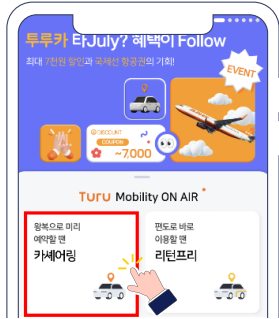 투루카 타July? 혜택이 Follow
최대 7천원 할인과 국제선 항공권의 기회!
EVENT
DISCOUNT
COUPON
~7,000
TURU Mobility ON AIR
왕복으로 미리
예약할 땐
카셰어링
편도로 바로
이용할 땐
리턴프리